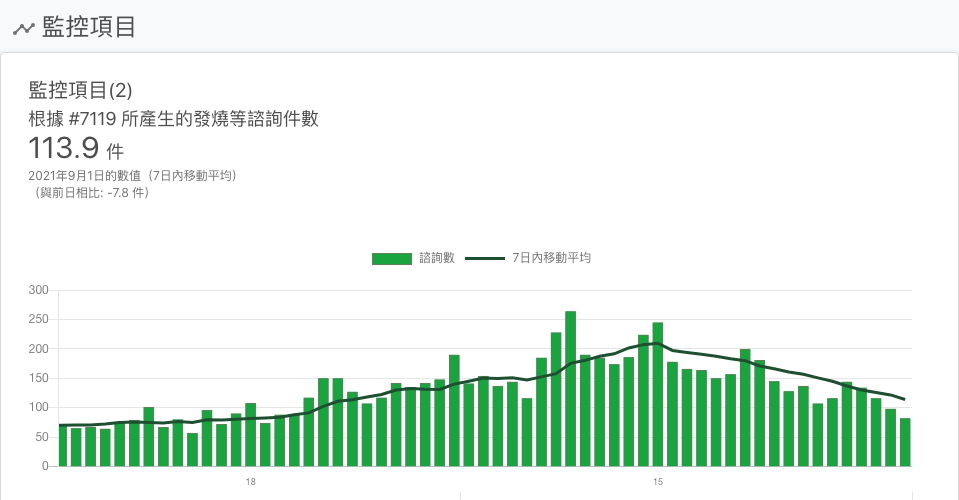 監控項目
監控項目(2)
根據 #7119 所產生的發燒等諮詢件數
113.9 件
2021年9月1日的數值（7日內移動平均）
（與前日相比: -7.8 件）
諮詢數 7日內移動平均
300
250
200
150
100
50
0
18 15